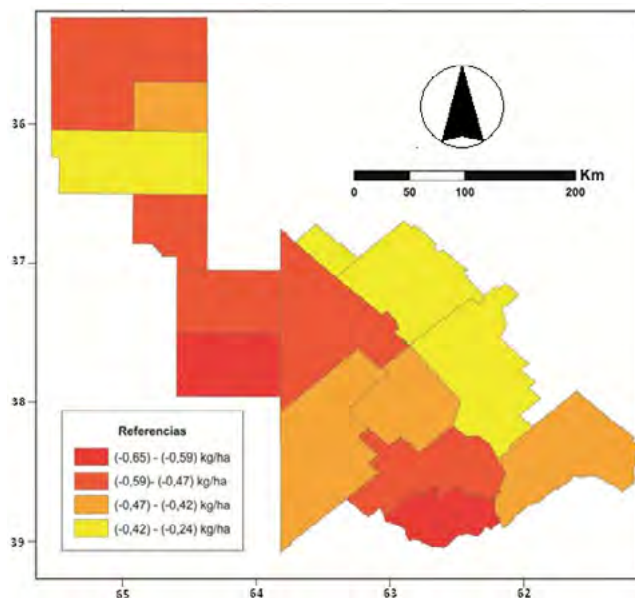 36
37
38
39
65
64
63
62
Km
0 50 100 200
Referencias
(-0,65) - (-0,59) kg/ha
(-0,59)- (-0,47) kg/ha
(-0,47) - (-0,42) kg/ha
(-0,42) - (-0,24) kg/ha